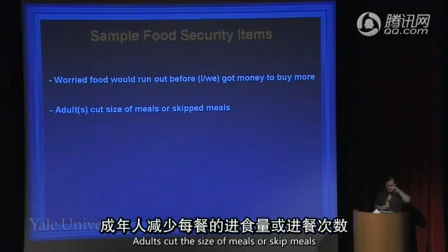 腾讯网
QQ.com
Sample Food Security Items
- Worried food would run out before (I/we) got money to buy more
- Adult(s) cut size of meals or skipped meals
Yale Univers
成年人减少每餐的进食量或进餐次数
Adults cut the size of meals or skip meals